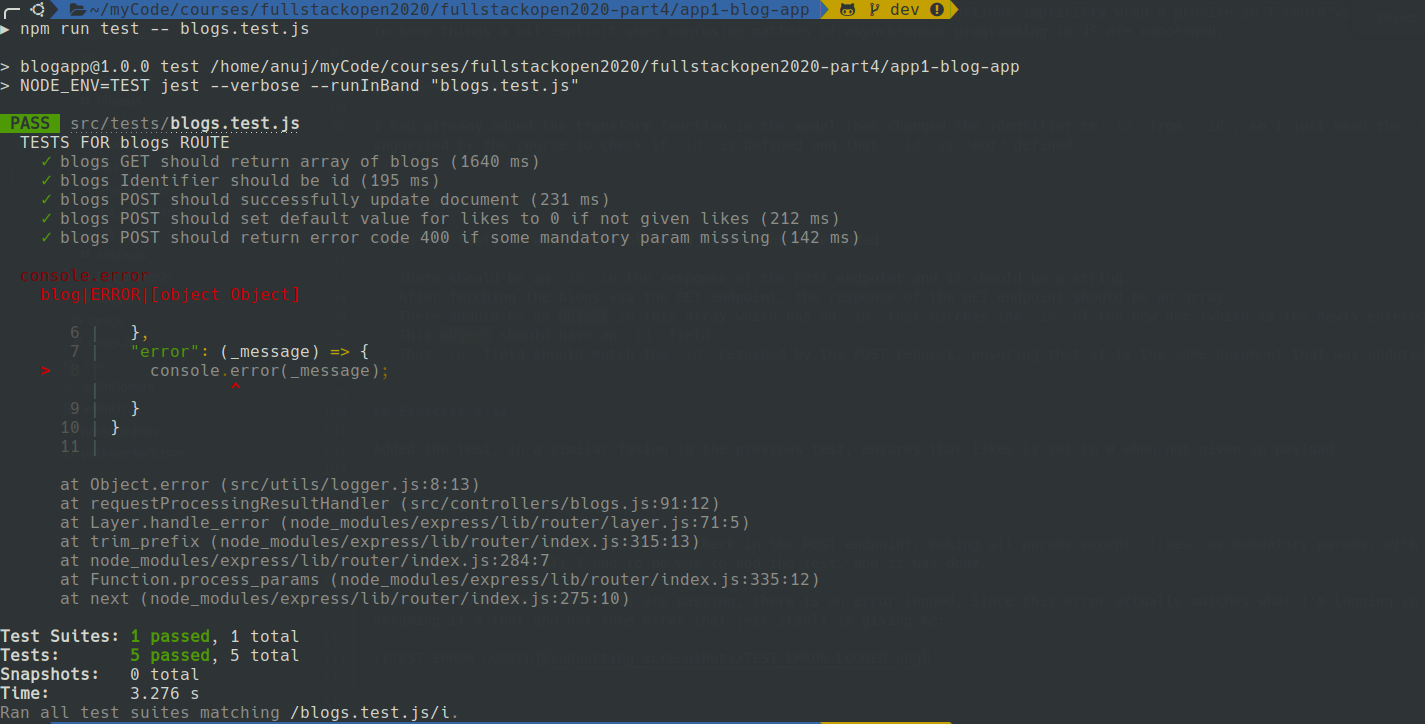 ~/myCode/courses/fullstackopen2020/fullstackopen2020-part4/app1-blog-app dev
▶ npm run test -- blogs.test.js
> blogapp@1.0.0 test /home/anuj/myCode/courses/fullstackopen2020/fullstackopen2020-part4/app1-blog-app
> NODE_ENV=TEST jest --verbose --runInBand "blogs.test.js"
PASS src/tests/blogs.test.js
TESTS FOR blogs ROUTE
✓ blogs GET should return array of blogs (1640 ms)
✓ blogs Identifier should be id (195 ms)
✓ blogs POST should successfully update document (231 ms)
✓ blogs POST should set default value for likes to 0 if not given likes (212 ms)
✓ blogs POST should return error code 400 if some mandatory param missing (142 ms)
console.error
blog|ERROR|[object Object]
6 | },
7 | "error": (_message) => {
> 8 | console.error(_message);
| ^
9 | }
10 | }
11 |
at Object.error (src/utils/logger.js:8:13)
at requestProcessingResultHandler (src/controllers/blogs.js:91:12)
at Layer.handle_error (node_modules/express/lib/router/layer.js:71:5)
at trim_prefix (node_modules/express/lib/router/index.js:315:13)
at node_modules/express/lib/router/index.js:284:7
at Function.process_params (node_modules/express/lib/router/index.js:335:12)
at next (node_modules/express/lib/router/index.js:275:10)
Test Suites: 1 passed, 1 total
Tests: 5 passed, 5 total
Snapshots: 0 total
Time: 3.276 s
Ran all test suites matching /blogs.test.js/i.